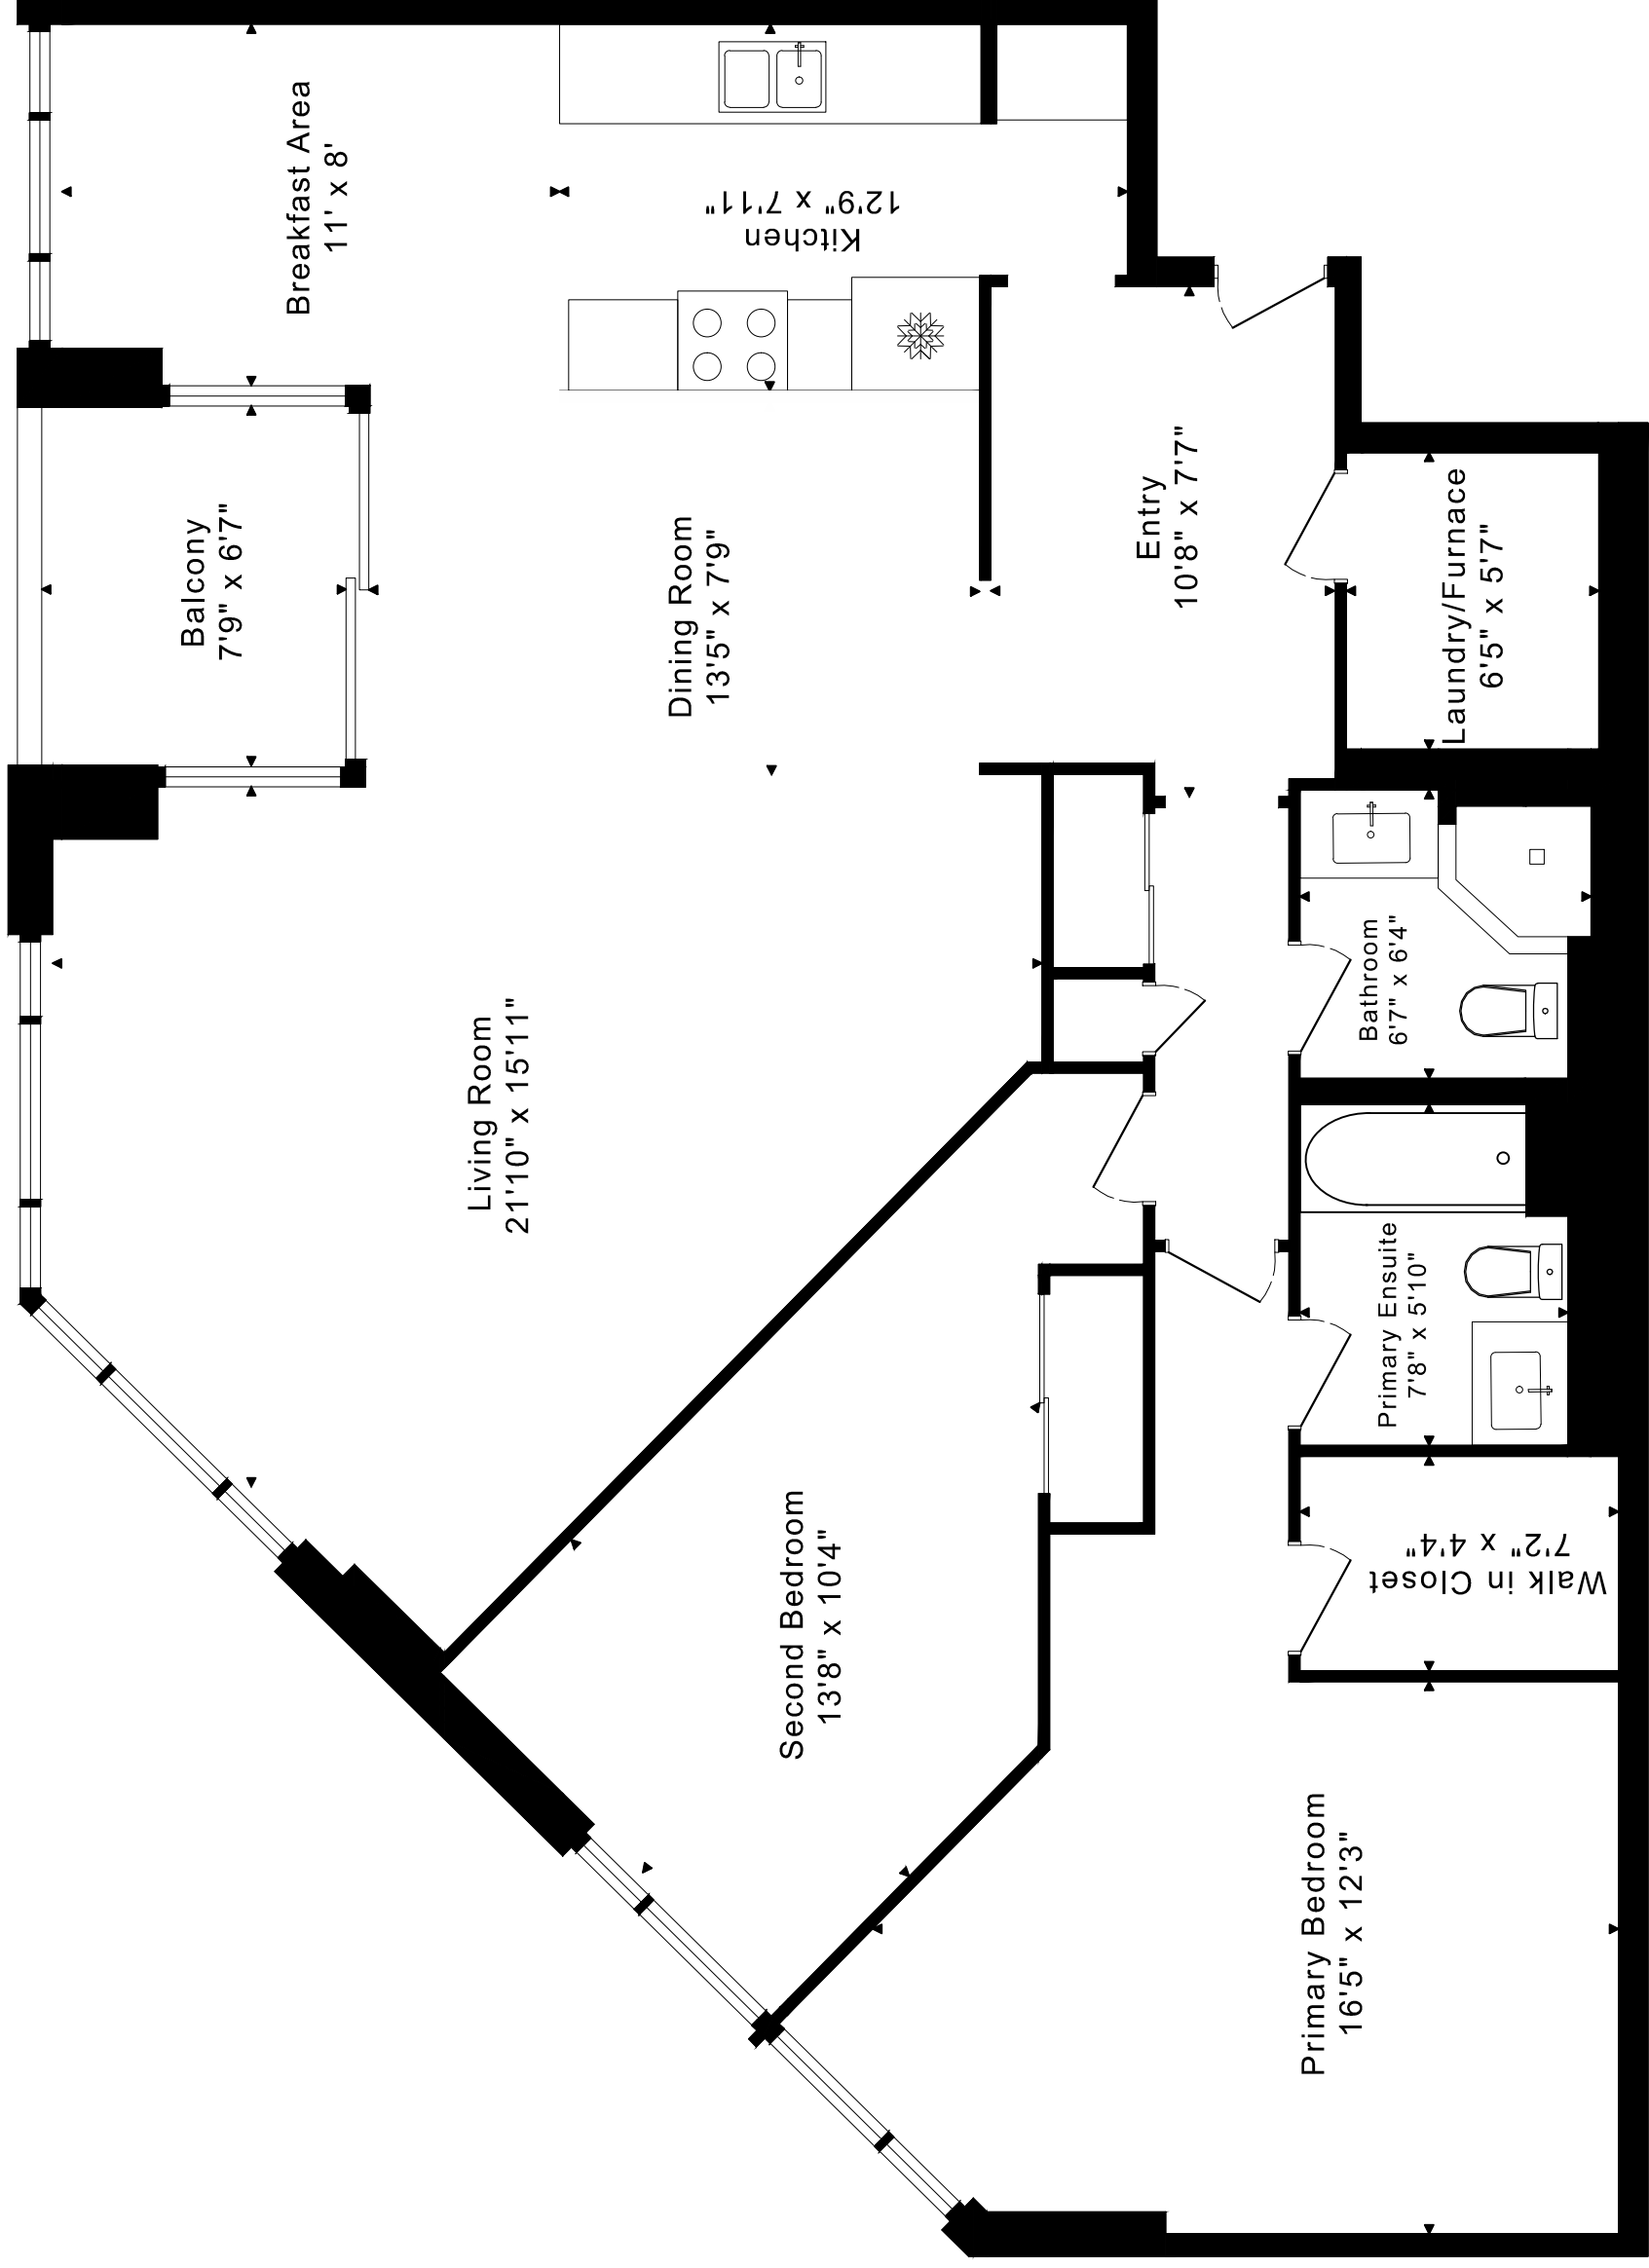 Breakfast Area
11' x 8'
Kitchen
12'9" x 7'11"
Balcony
7'9" x 6'7"
Dining Room
13'5" x 7'9"
Entry
10'8" x 7'7"
Laundry/Furnace
6'5" x 5'7"
Living Room
21'10" x 15'11"
Bathroom
6'7" x 6'4"
Primary Ensuite
7'8" x 5'10"
Walk in Closet
7'2" x 4'4"
Second Bedroom
13'8" x 10'4"
Primary Bedroom
16'5" x 12'3"